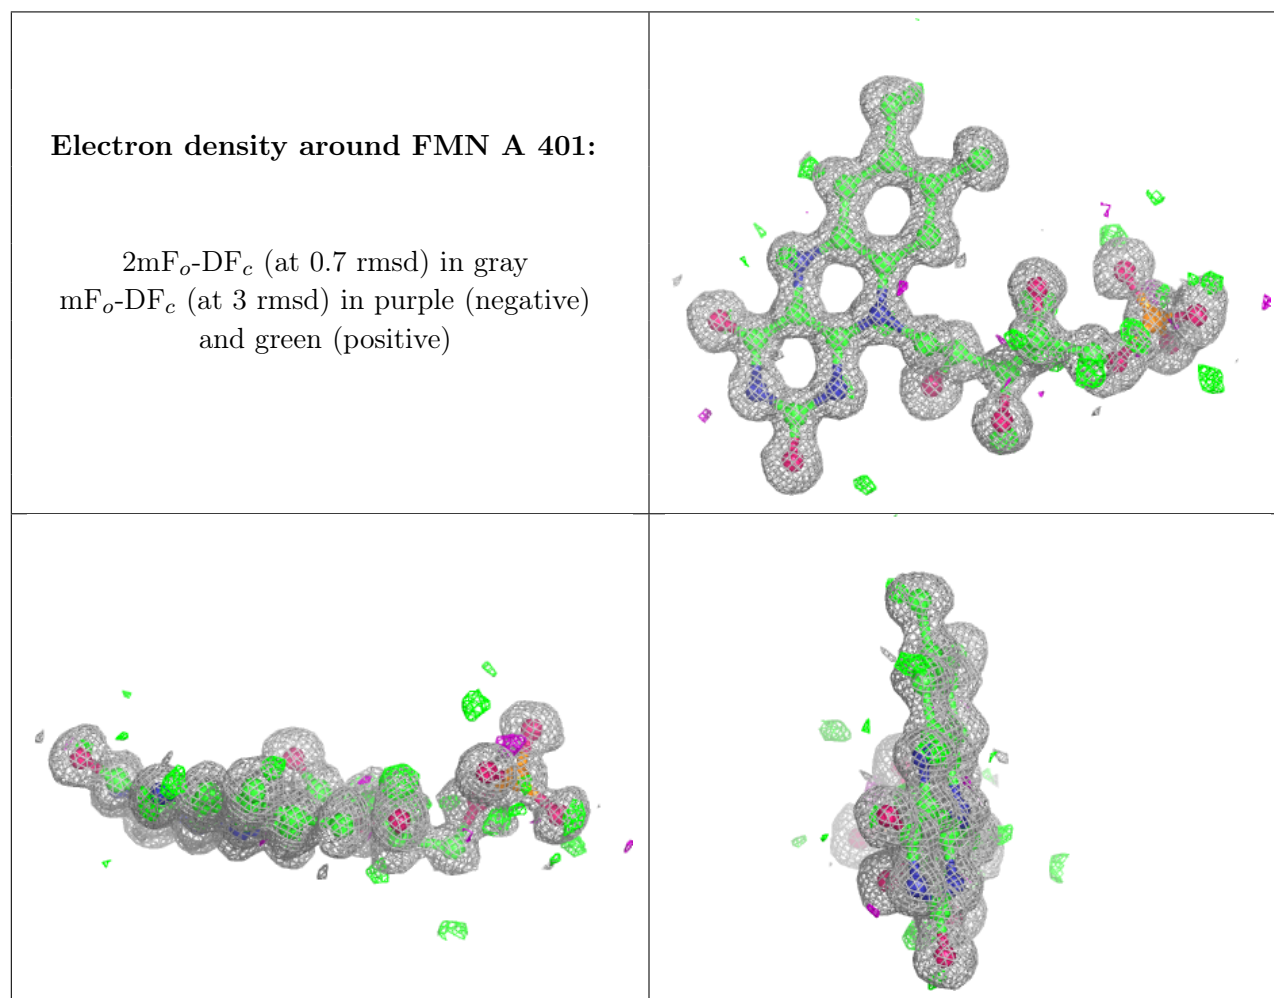 Electron density around FMN A 401:
2mFₒ-DF𝒸 (at 0.7 rmsd) in gray
mFₒ-DF𝒸 (at 3 rmsd) in purple (negative)
and green (positive)